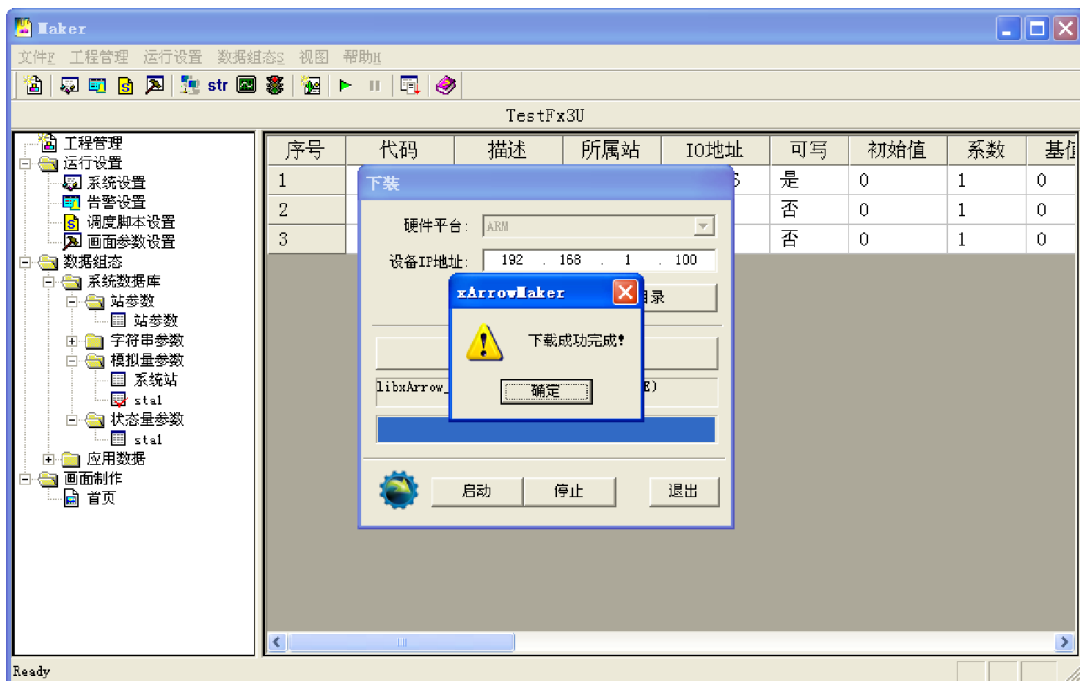 Maker
文件F 工程管理 运行设置 数据组态S 视图 帮助H
str
TestFx3U
工程管理
运行设置
系统设置
告警设置
调度脚本设置
画面参数设置
数据组态
系统数据库
站参数
站参数
字符串参数
模拟量参数
系统站
sta1
状态量参数
sta1
应用数据
画面制作
首页
序号 代码 描述 所属站 IO地址 可写 初始值 系数
1 是 0 1 0
2 否 0 1 0
3 否 0 1 0
下装
硬件平台: ARM
设备IP地址: 192 . 168 . 1 . 100
录
xArrowMaker
下载成功完成!
确定
libxArrow_
启动 停止 退出
Ready